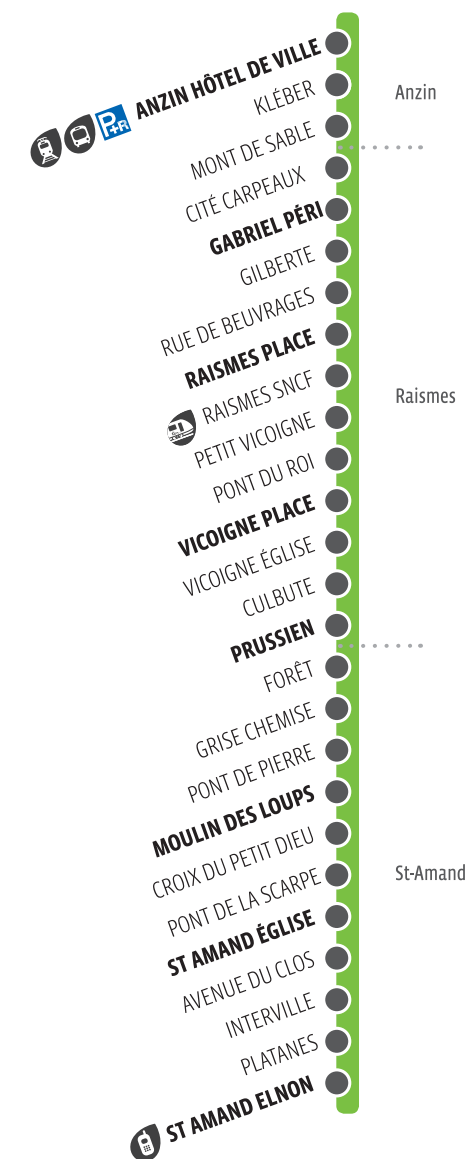 ANZIN HÔTEL DE VILLE
P+R
KLÉBER
Anzin
MONT DE SABLE
CITÉ CARPEAUX
GABRIEL PÉRI
GILBERTE
RUE DE BEUVRAGES
RAISMES PLACE
RAISMES SNCF
Raismes
PETIT VICOIGNE
PONT DU ROI
VICOIGNE PLACE
VICOIGNE ÉGLISE
CULBUTE
PRUSSIEN
FORÊT
GRISE CHEMISE
PONT DE PIERRE
MOULIN DES LOUPS
CROIX DU PETIT DIEU
St-Amand
PONT DE LA SCARPE
ST AMAND ÉGLISE
AVENUE DU CLOS
INTERVILLE
PLATANES
ST AMAND ELNON